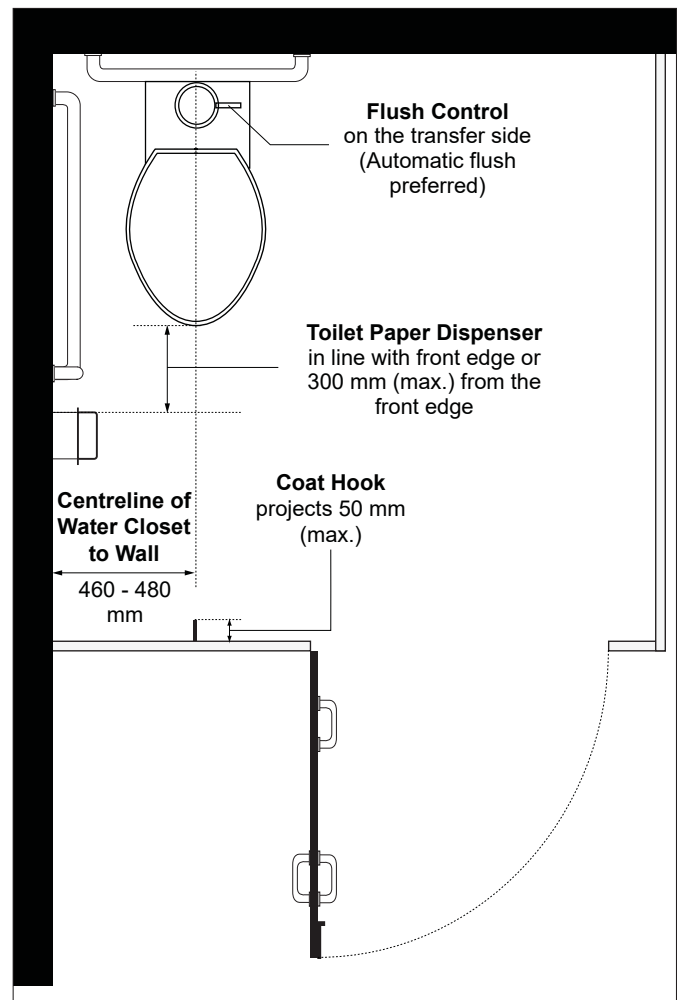 Flush Control
on the transfer side
(Automatic flush
preferred)
Toilet Paper Dispenser
in line with front edge or
300 mm (max.) from the
front edge
Coat Hook
projects 50 mm
(max.)
Centreline of
Water Closet
to Wall
460 - 480
mm